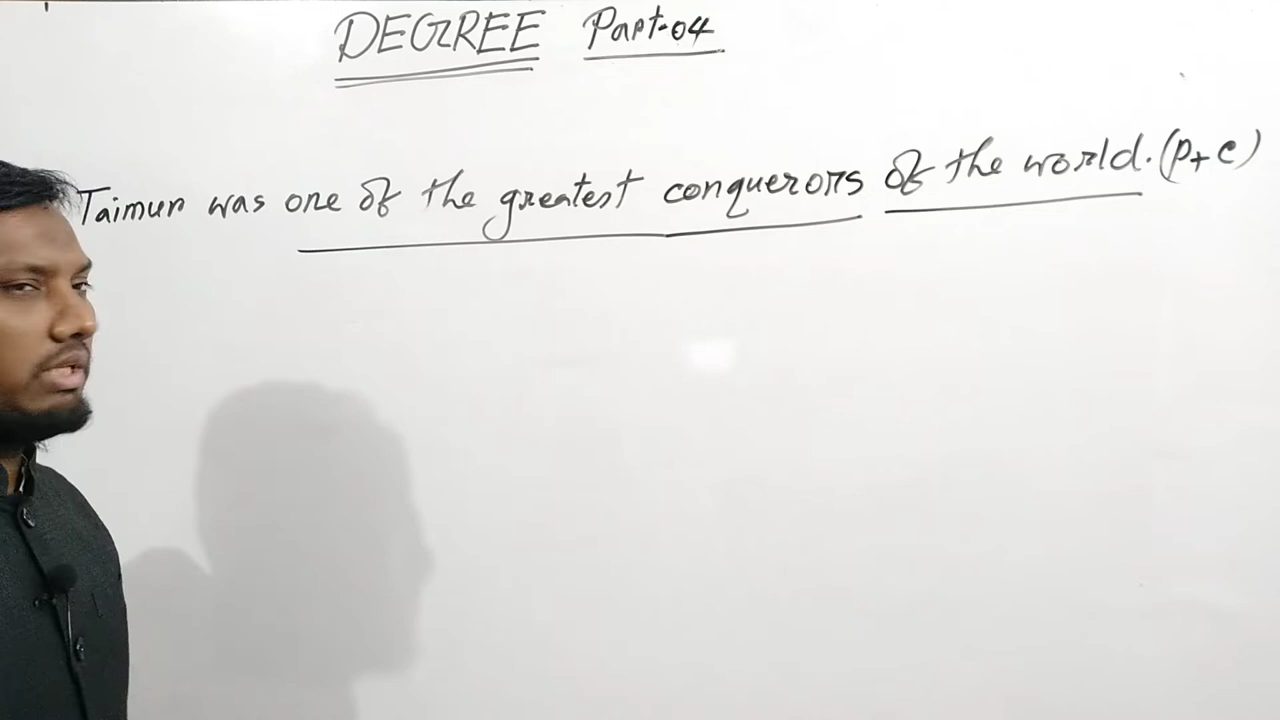 DEGREE Part-04
Taimur was one of the greatest conquerors of the world. (P+C)